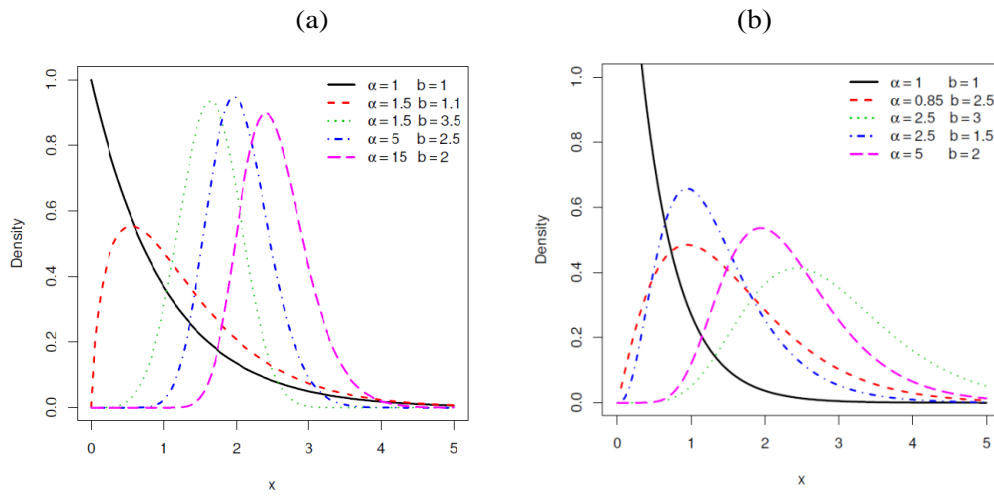 (a)
α = 1 b = 1
α = 1.5 b = 1.1
α = 1.5 b = 3.5
α = 5 b = 2.5
α = 15 b = 2
Density
0.0 0.2 0.4 0.6 0.8 1.0
0 1 2 3 4 5
x
(b)
α = 1 b = 1
α = 0.85 b = 2.5
α = 2.5 b = 3
α = 2.5 b = 1.5
α = 5 b = 2
Density
0.0 0.2 0.4 0.6 0.8 1.0
0 1 2 3 4 5
x